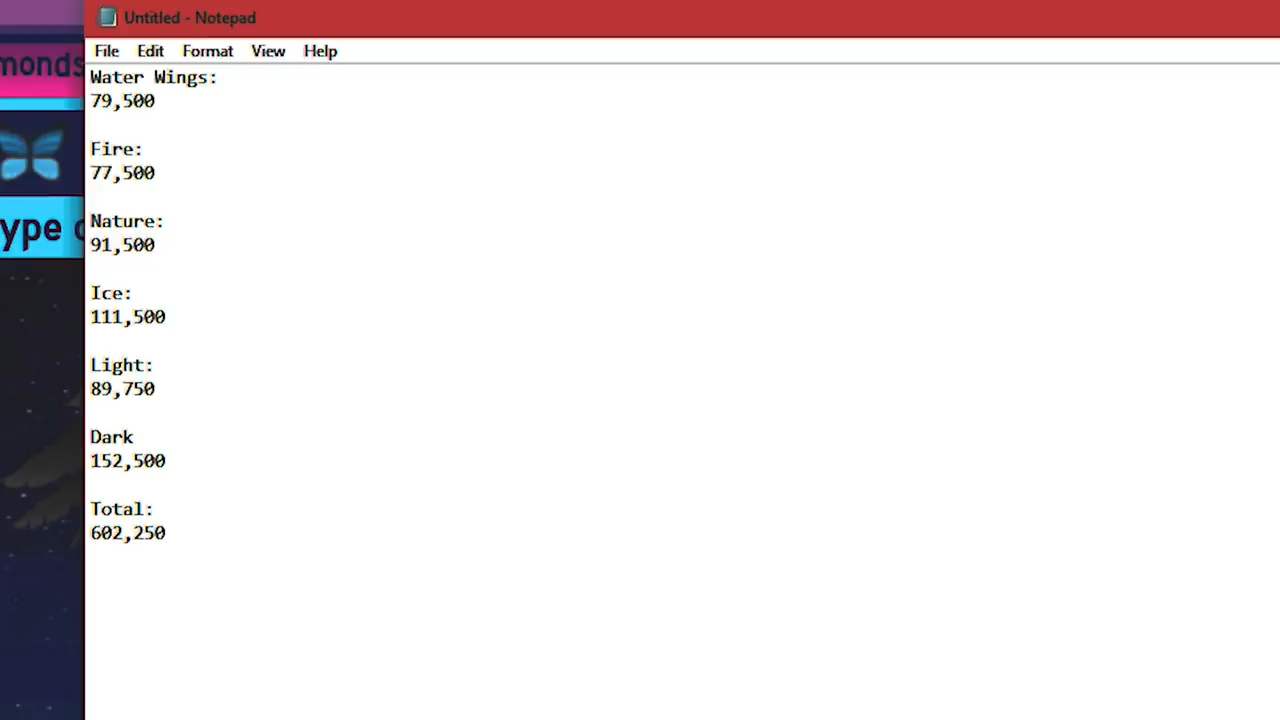 Untitled - Notepad
File Edit Format View Help
Water Wings:
79,500
Fire:
77,500
Nature:
91,500
Ice:
111,500
Light:
89,750
Dark
152,500
Total:
602,250